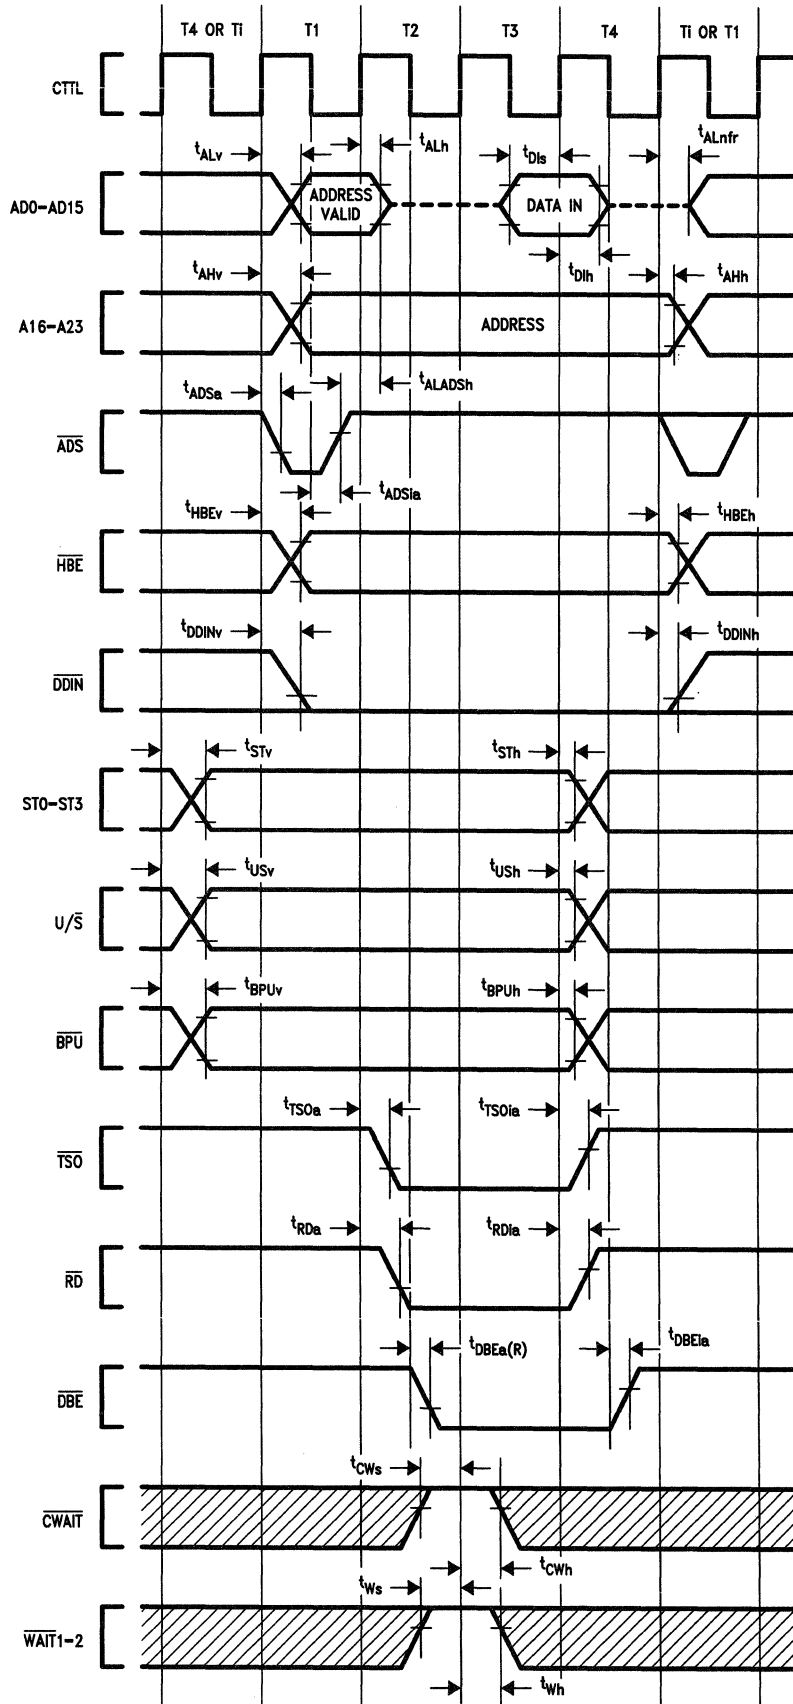 T4 OR Ti T1 T2 T3 T4 Ti OR T1
CTTL
tALv tALh tDIs tALnfr
AD0-AD15 ADDRESS VALID DATA IN
tDIh
tAHv tAHh
A16-A23 ADDRESS
tADSa tALADSh
ADS
tADSia
tHBEv tHBEh
HBE
tDDINv tDDINh
DDIN
tSTv tSTh
ST0-ST3
tUSv tUSh
U/S
tBPUv tBPUh
BPU
tTSOa tTSOia
TSO
tRDa tRDia
RD
tDBEa(R) tDBEia
DBE
tCWs
CWAIT
tCWh
tWs
WAIT1-2
tWh